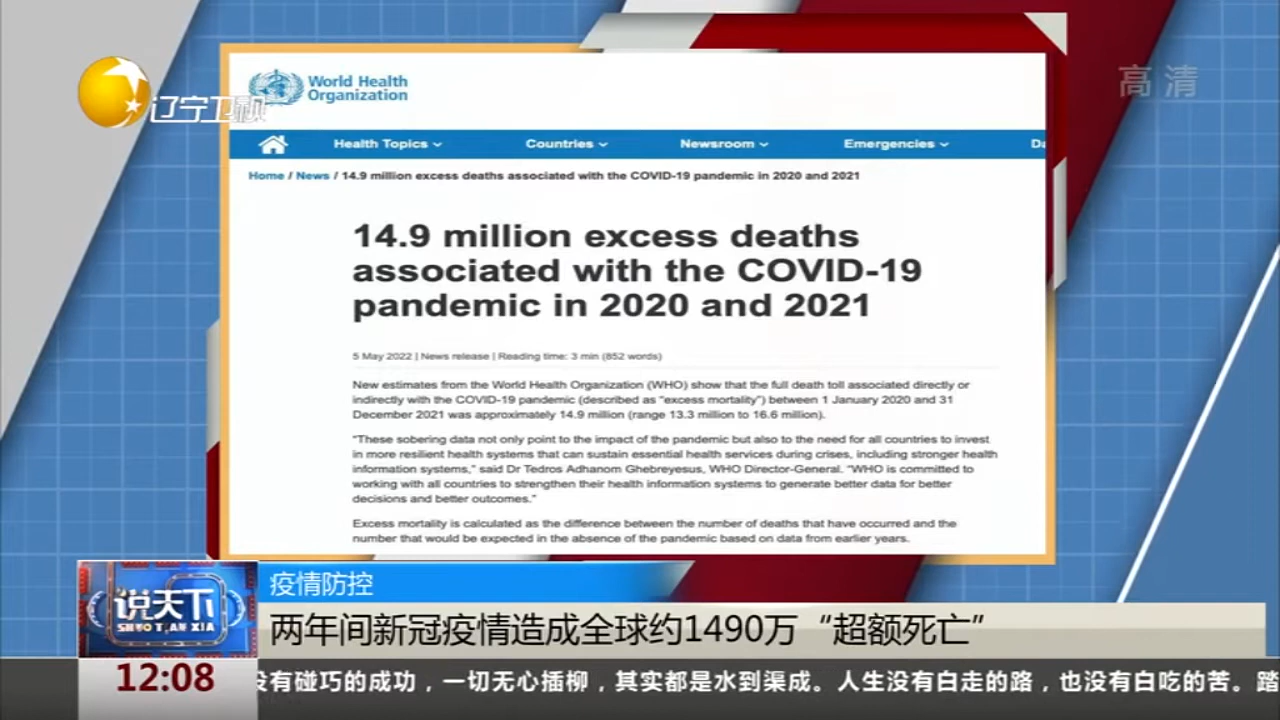 World Health
Organization
辽宁卫视
高清
Health Topics
Countries
Newsroom
Emergencies
Home / News / 14.9 million excess deaths associated with the COVID-19 pandemic in 2020 and 2021
14.9 million excess deaths
associated with the COVID-19
pandemic in 2020 and 2021
5 May 2022 | News release | Reading time: 3 min (852 words)
New estimates from the World Health Organization (WHO) show that the full death toll associated directly or
indirectly with the COVID-19 pandemic (described as “excess mortality”) between 1 January 2020 and 31
December 2021 was approximately 14.9 million (range 13.3 million to 16.6 million).
“These sobering data not only point to the impact of the pandemic but also to the need for all countries to invest
in more resilient health systems that can sustain essential health services during crises, including stronger health
information systems,” said Dr Tedros Adhanom Ghebreyesus, WHO Director-General. “WHO is committed to
working with all countries to strengthen their health information systems to generate better data for better
decisions and better outcomes.”
Excess mortality is calculated as the difference between the number of deaths that have occurred and the
number that would be expected in the absence of the pandemic based on data from earlier years.
疫情防控
说天下
SHUO TIAN XIA
两年间新冠疫情造成全球约1490万“超额死亡”
12:08
没有碰巧的成功，一切无心插柳，其实都是水到渠成。人生没有白走的路，也没有白吃的苦。踏